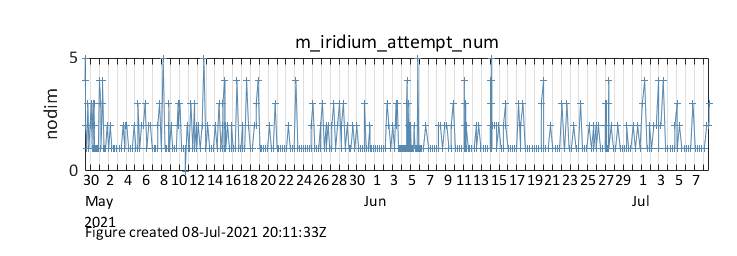 m_iridium_attempt_num
5
nodim
0
30 2 4 6 8 10 12 14 16 18 20 22 24 26 28 30 1 3 5 7 9 11 13 15 17 19 21 23 25 27 29 1 3 5 7
May Jun Jul
2021
Figure created 08-Jul-2021 20:11:33Z